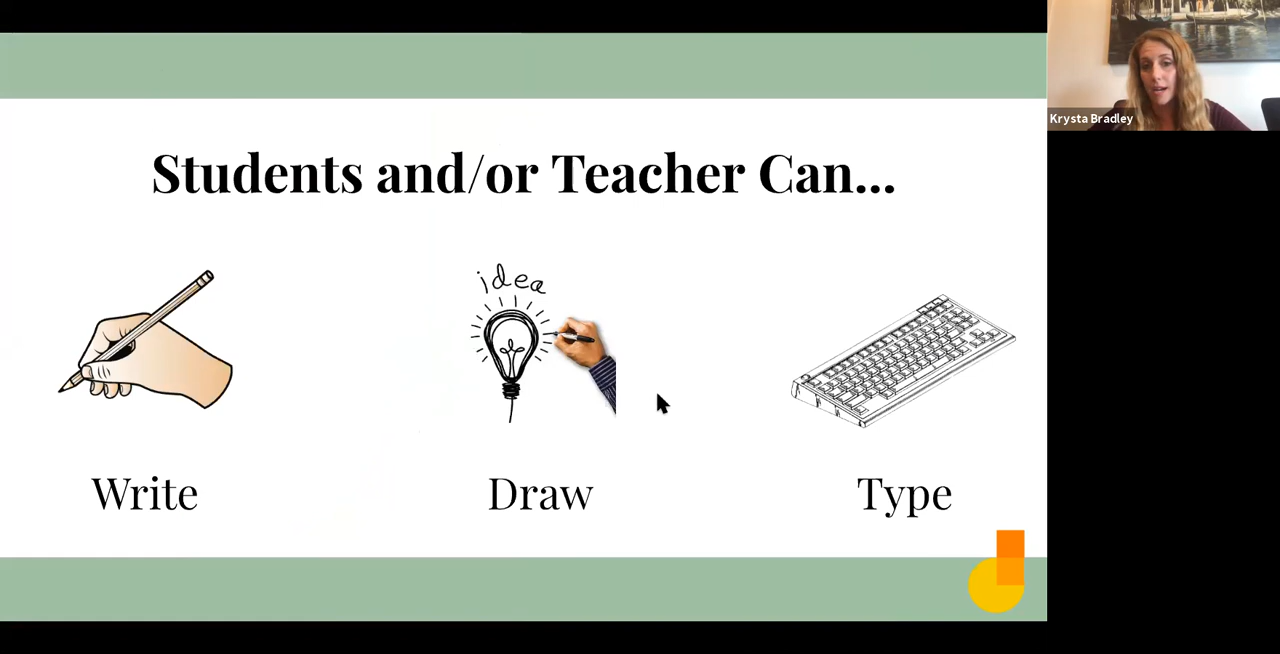 Students and/or Teacher Can...
idea
Write
Draw
Type
Krysta Bradley